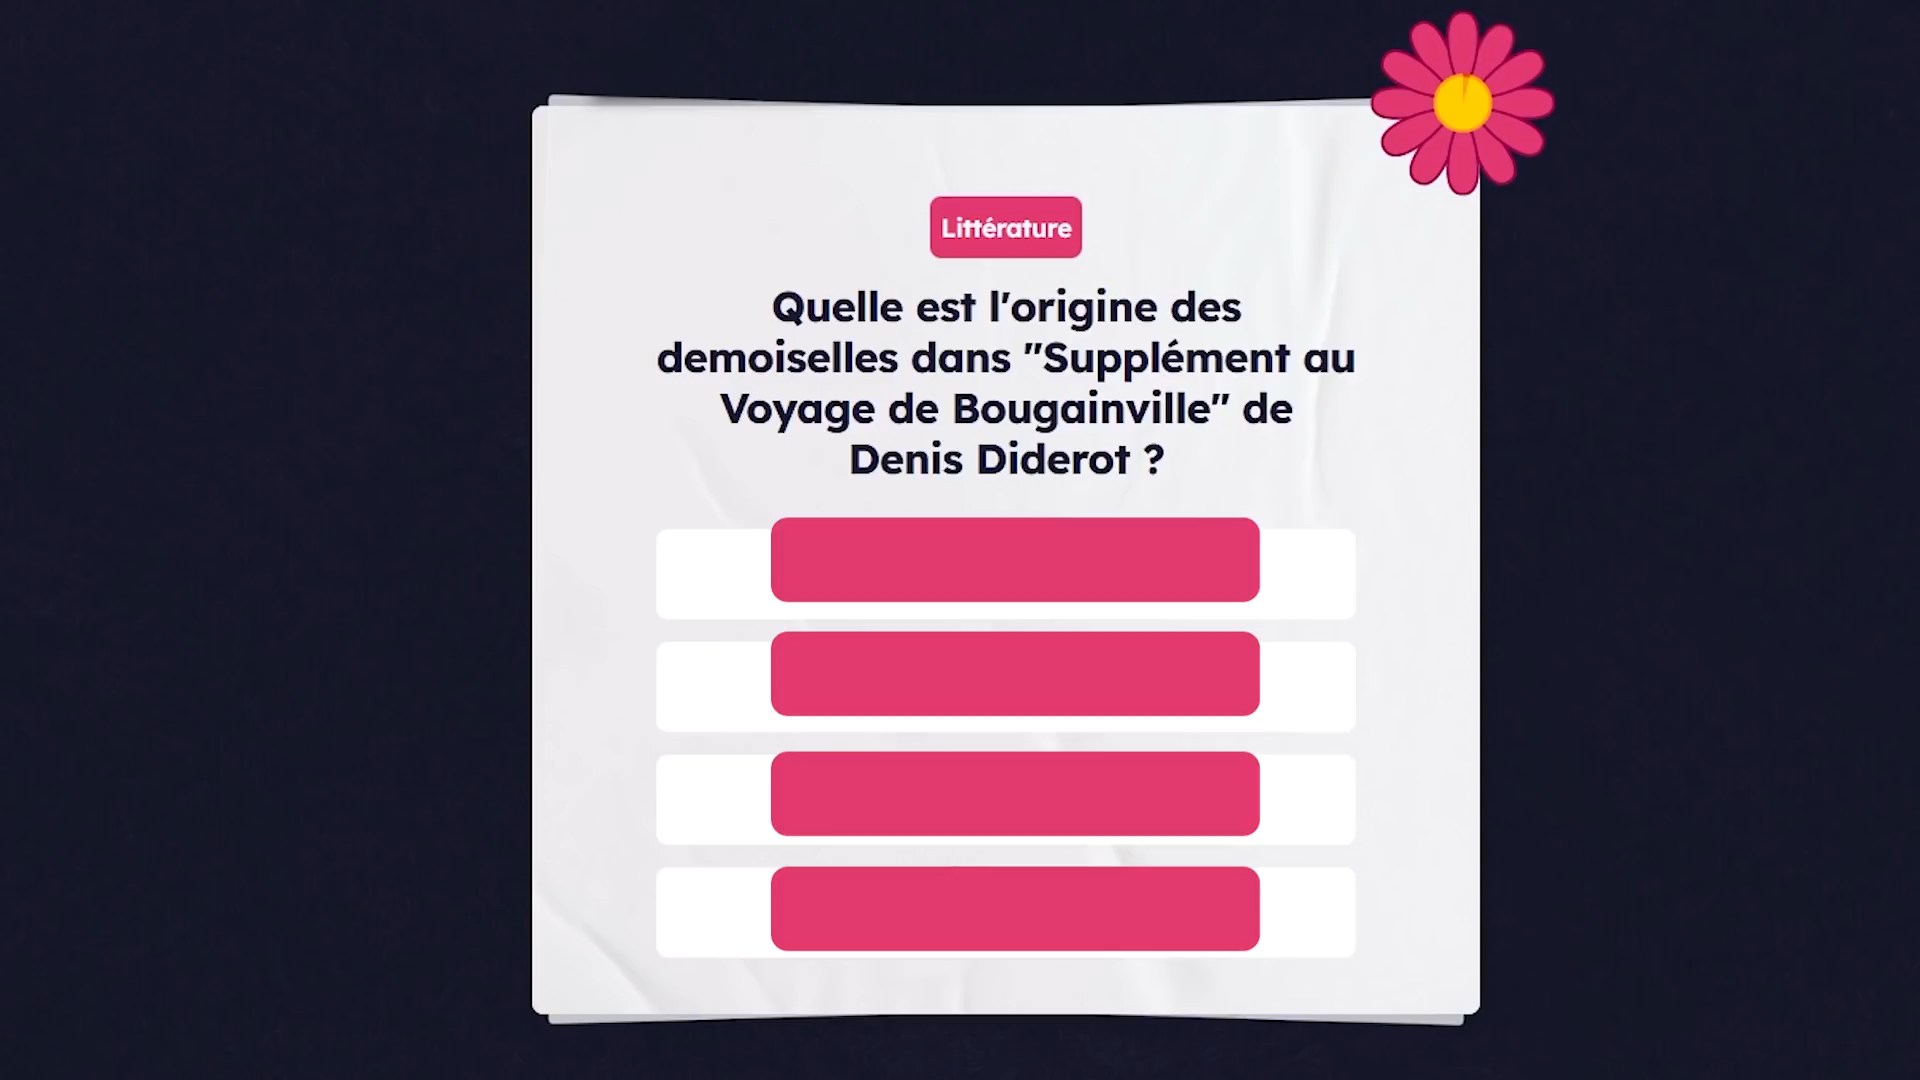 Littérature
Quelle est l'origine des
demoiselles dans "Supplément au
Voyage de Bougainville" de
Denis Diderot ?